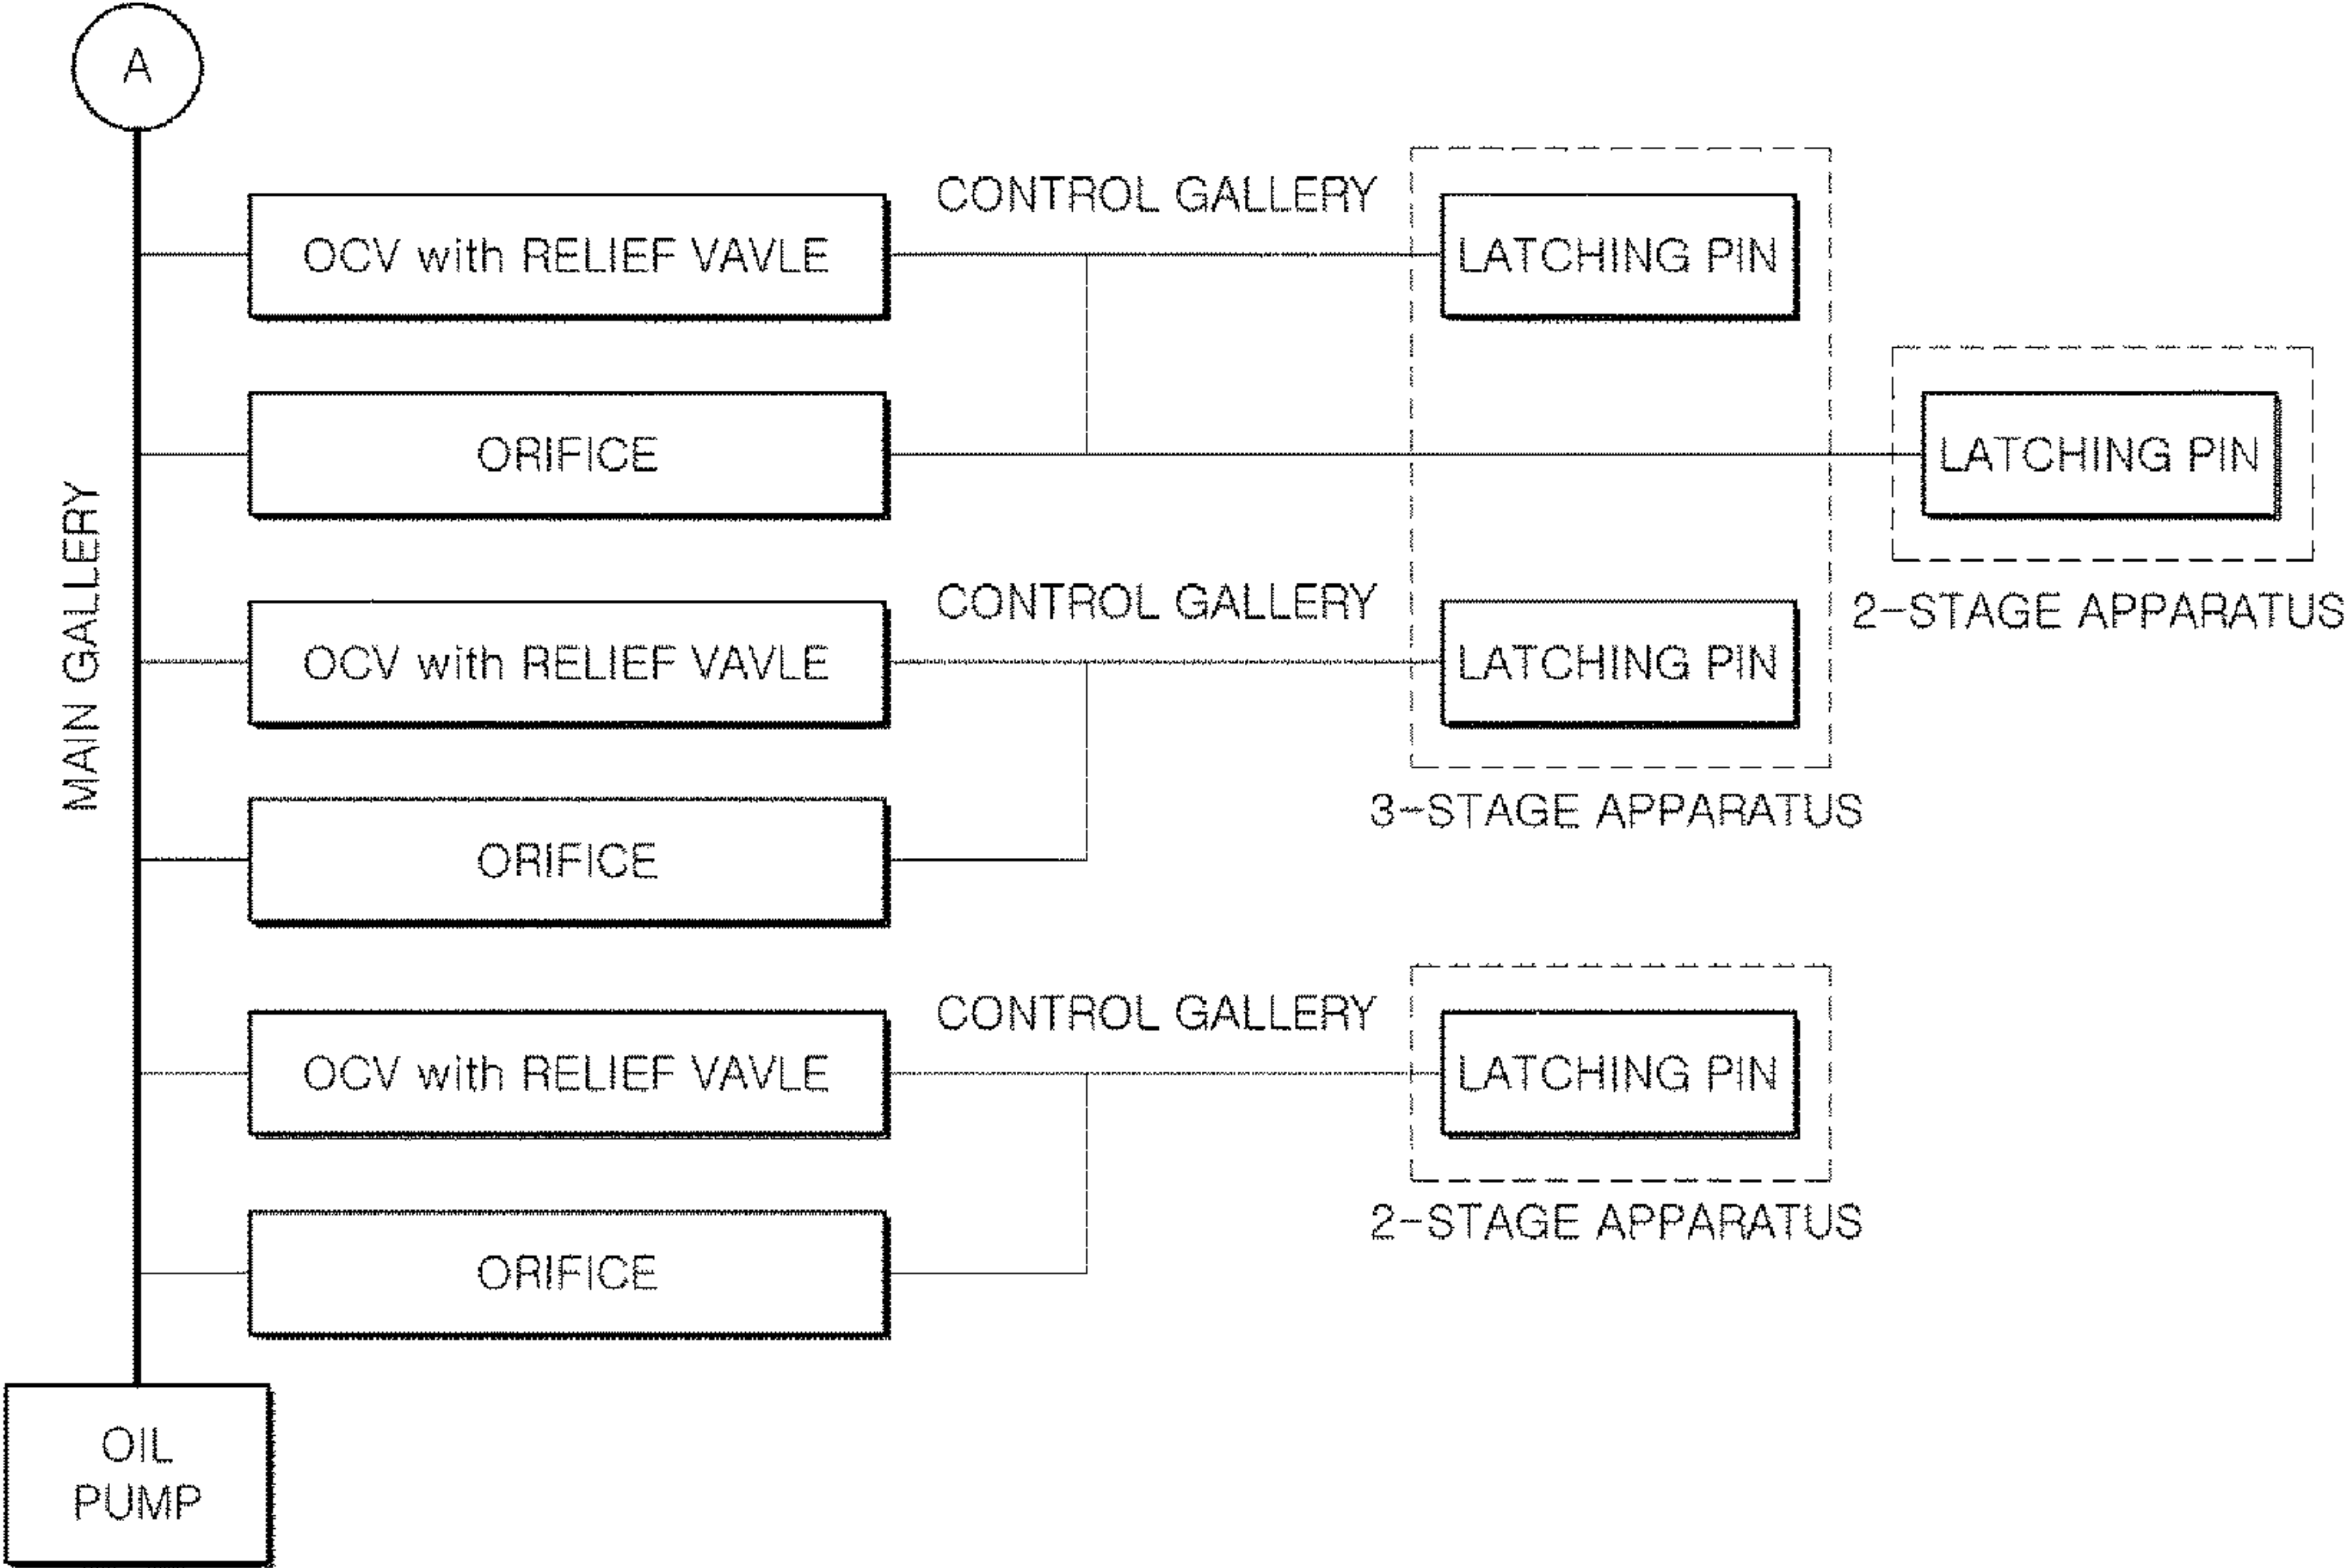 A
CONTROL GALLERY
OCV with RELIEF VAVLE
LATCHING PIN
ORIFICE
LATCHING PIN
2-STAGE APPARATUS
MAIN GALLERY
CONTROL GALLERY
OCV with RELIEF VAVLE
LATCHING PIN
3-STAGE APPARATUS
ORIFICE
CONTROL GALLERY
OCV with RELIEF VAVLE
LATCHING PIN
2-STAGE APPARATUS
ORIFICE
OIL
PUMP